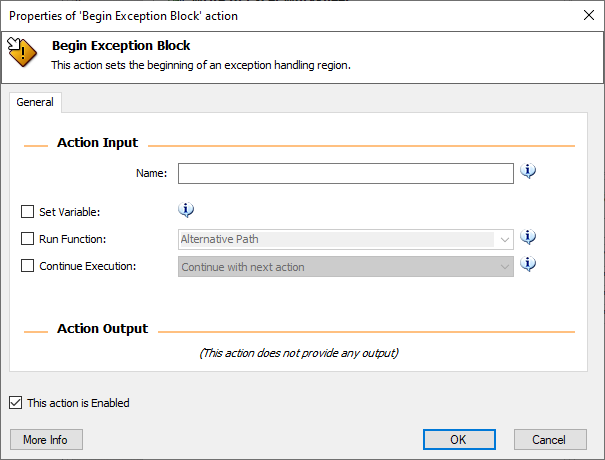 Properties of 'Begin Exception Block' action
Begin Exception Block
This action sets the beginning of an exception handling region.
General
Action Input
Name:
Set Variable:
Run Function: Alternative Path
Continue Execution: Continue with next action
Action Output
(This action does not provide any output)
This action is Enabled
More Info OK Cancel